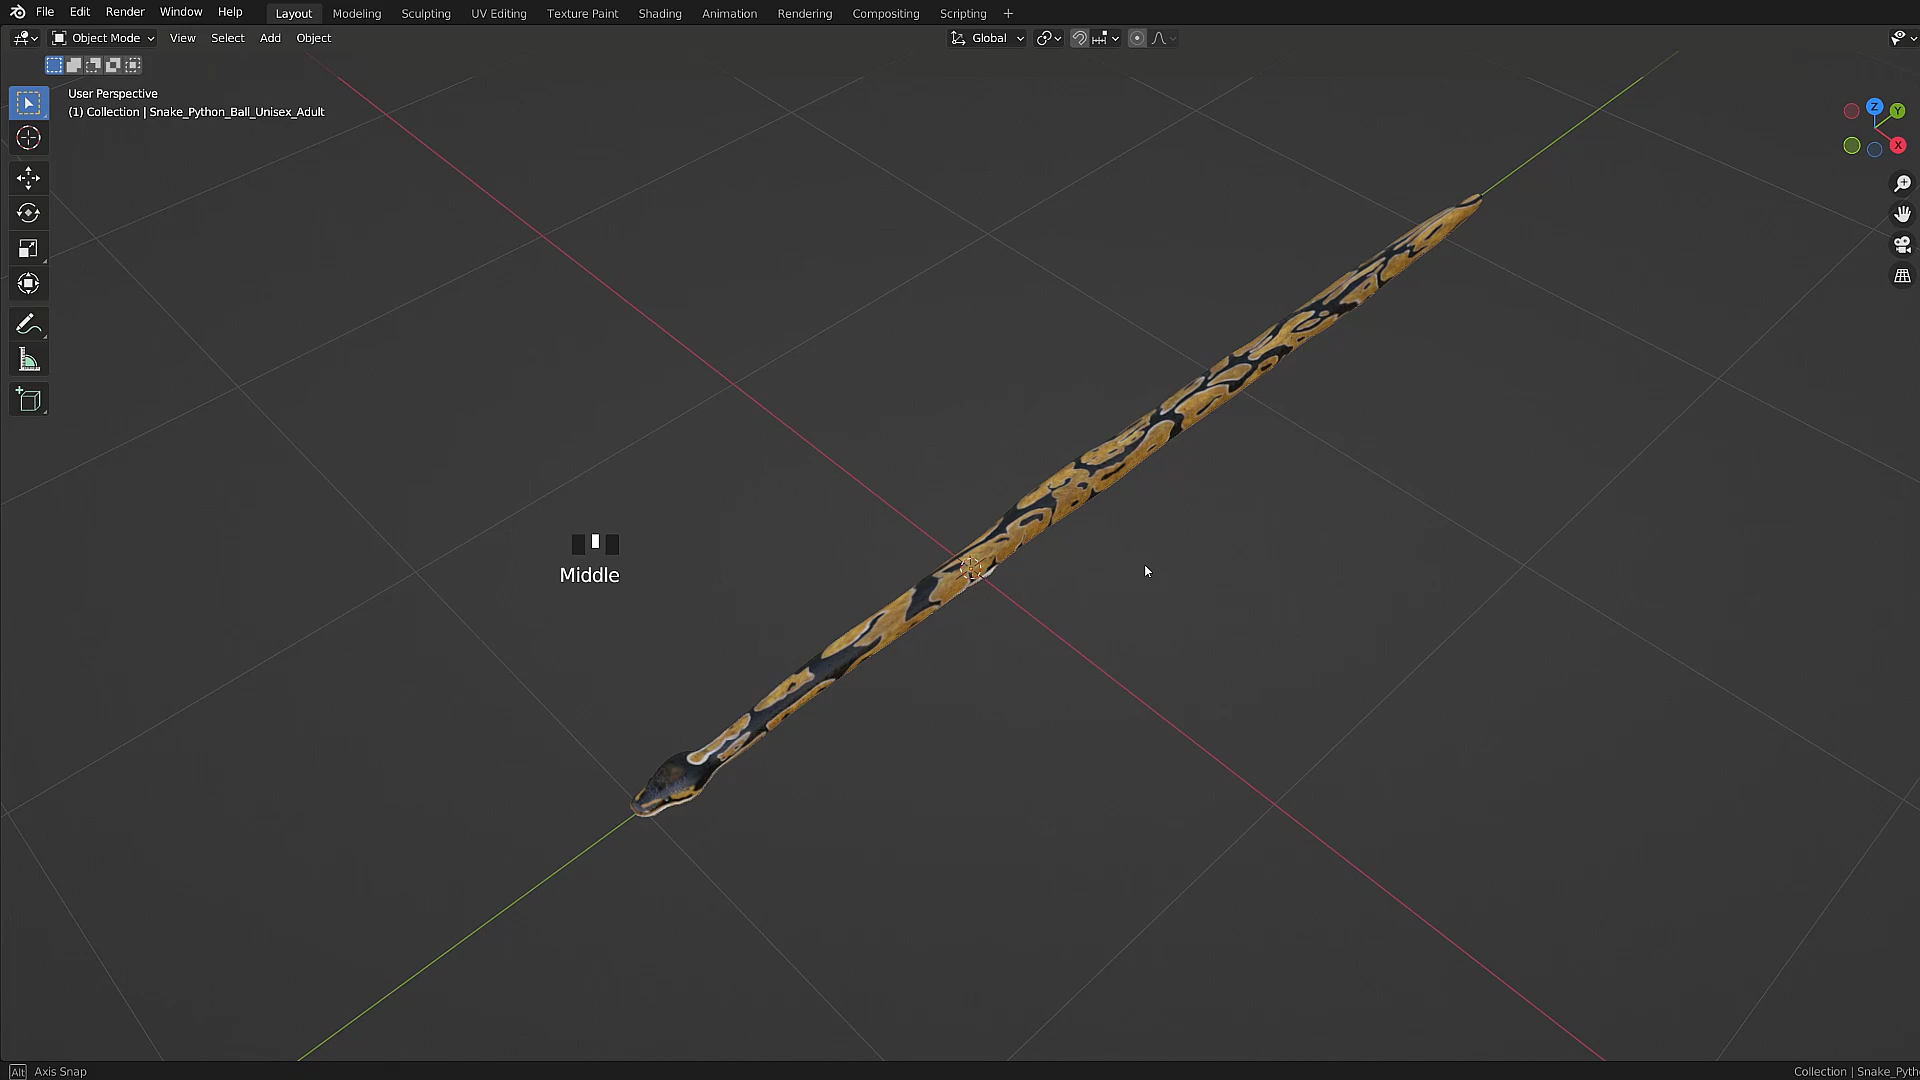 File Edit Render Window Help Layout Modeling Sculpting UV Editing Texture Paint Shading Animation Rendering Compositing Scripting +
Object Mode View Select Add Object Global
User Perspective
(1) Collection | Snake_Python_Ball_Unisex_Adult
Z Y
X
Middle
Alt Axis Snap Collection | Snake_Pyth